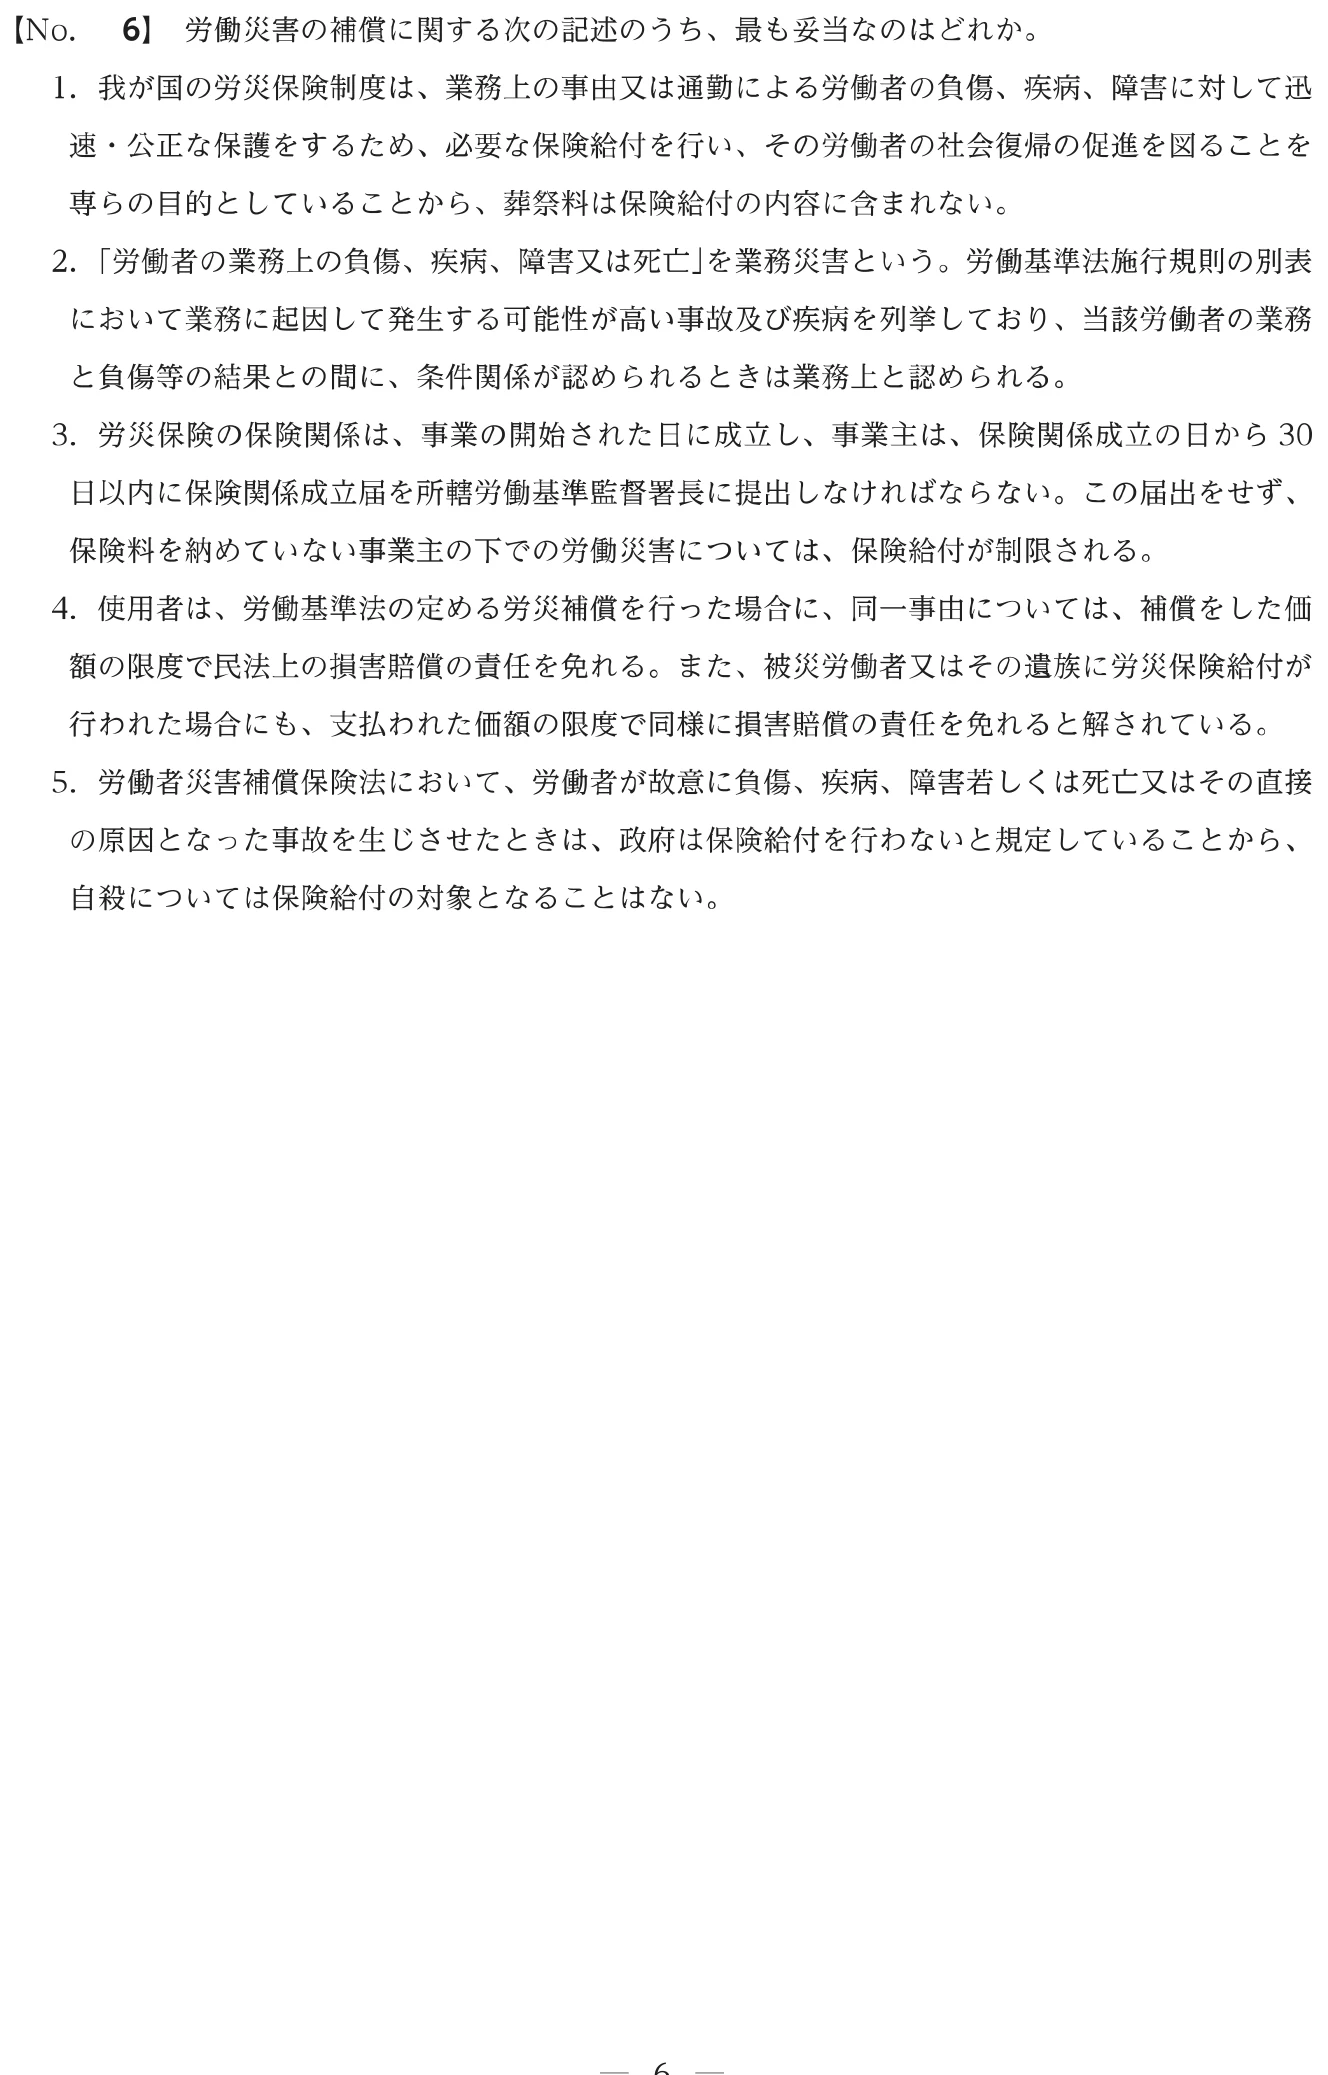 【No. 6】 労働災害の補償に関する次の記述のうち、最も妥当なのはどれか。
1. 我が国の労災保険制度は、業務上の事由又は通勤による労働者の負傷、疾病、障害に対して迅
速・公正な保護をするため、必要な保険給付を行い、その労働者の社会復帰の促進を図ることを
専らの目的としていることから、葬祭料は保険給付の内容に含まれない。
2. 「労働者の業務上の負傷、疾病、障害又は死亡」を業務災害という。労働基準法施行規則の別表
において業務に起因して発生する可能性が高い事故及び疾病を列挙しており、当該労働者の業務
と負傷等の結果との間に、条件関係が認められるときは業務上と認められる。
3. 労災保険の保険関係は、事業の開始された日に成立し、事業主は、保険関係成立の日から 30
日以内に保険関係成立届を所轄労働基準監督署長に提出しなければならない。この届出をせず、
保険料を納めていない事業主の下での労働災害については、保険給付が制限される。
4. 使用者は、労働基準法の定める労災補償を行った場合に、同一事由については、補償をした価
額の限度で民法上の損害賠償の責任を免れる。また、被災労働者又はその遺族に労災保険給付が
行われた場合にも、支払われた価額の限度で同様に損害賠償の責任を免れると解されている。
5. 労働者災害補償保険法において、労働者が故意に負傷、疾病、障害若しくは死亡又はその直接
の原因となった事故を生じさせたときは、政府は保険給付を行わないと規定していることから、
自殺については保険給付の対象となることはない。
— 6 —